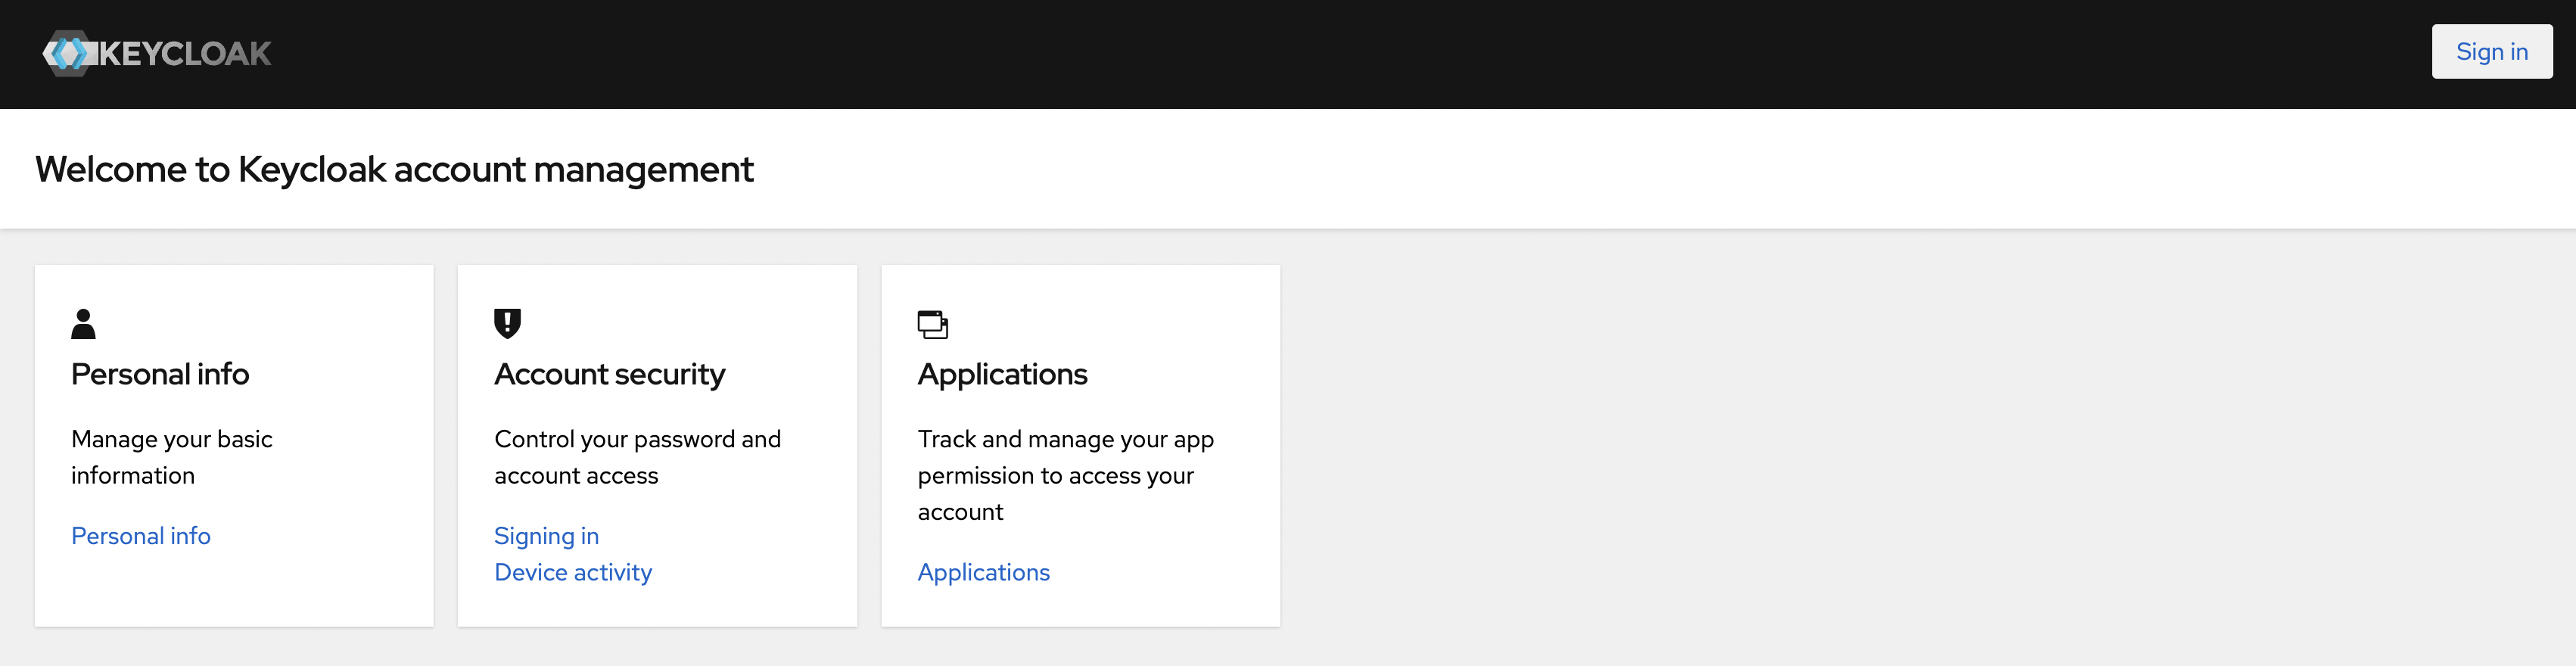 KEYCLOAK
Sign in
Welcome to Keycloak account management
Personal info
Manage your basic
information
Personal info
Account security
Control your password and
account access
Signing in
Device activity
Applications
Track and manage your app
permission to access your
account
Applications